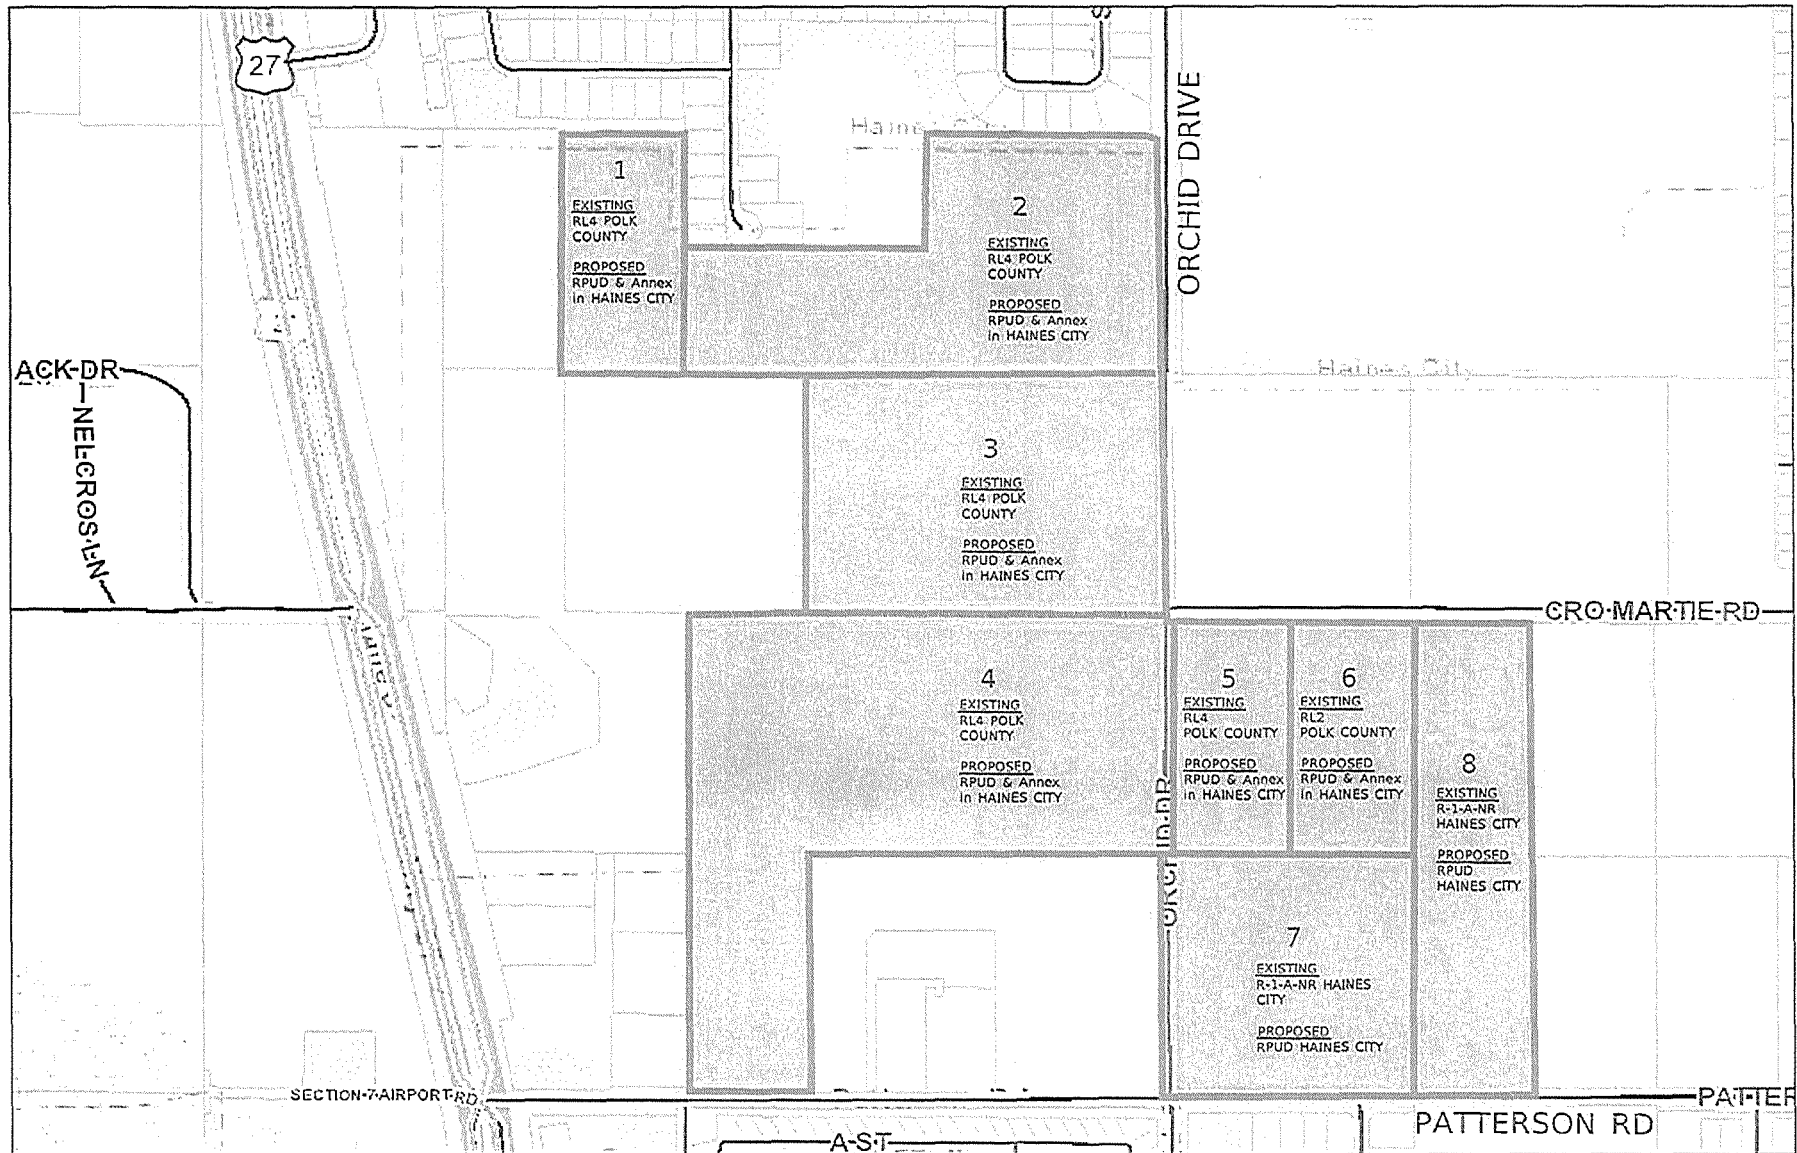 27
ORCHID DRIVE
1
EXISTING
RL4 POLK
COUNTY
PROPOSED
RPUD & Annex
in HAINES CITY
2
EXISTING
RL4 POLK
COUNTY
PROPOSED
RPUD & Annex
in HAINES CITY
ACK DR
NEL CROS LN
Haines City
3
EXISTING
RL4 POLK
COUNTY
PROPOSED
RPUD & Annex
in HAINES CITY
CRO MARTIE RD
4
EXISTING
RL4 POLK
COUNTY
PROPOSED
RPUD & Annex
in HAINES CITY
5
EXISTING
RL4
POLK COUNTY
PROPOSED
RPUD & Annex
in HAINES CITY
6
EXISTING
RL2
POLK COUNTY
PROPOSED
RPUD & Annex
in HAINES CITY
8
EXISTING
R-1-A-NR
HAINES CITY
PROPOSED
RPUD
HAINES CITY
7
EXISTING
R-1-A-NR HAINES
CITY
PROPOSED
RPUD HAINES CITY
SECTION 7 AIRPORT RD
PATTER
PATTERSON RD
A ST